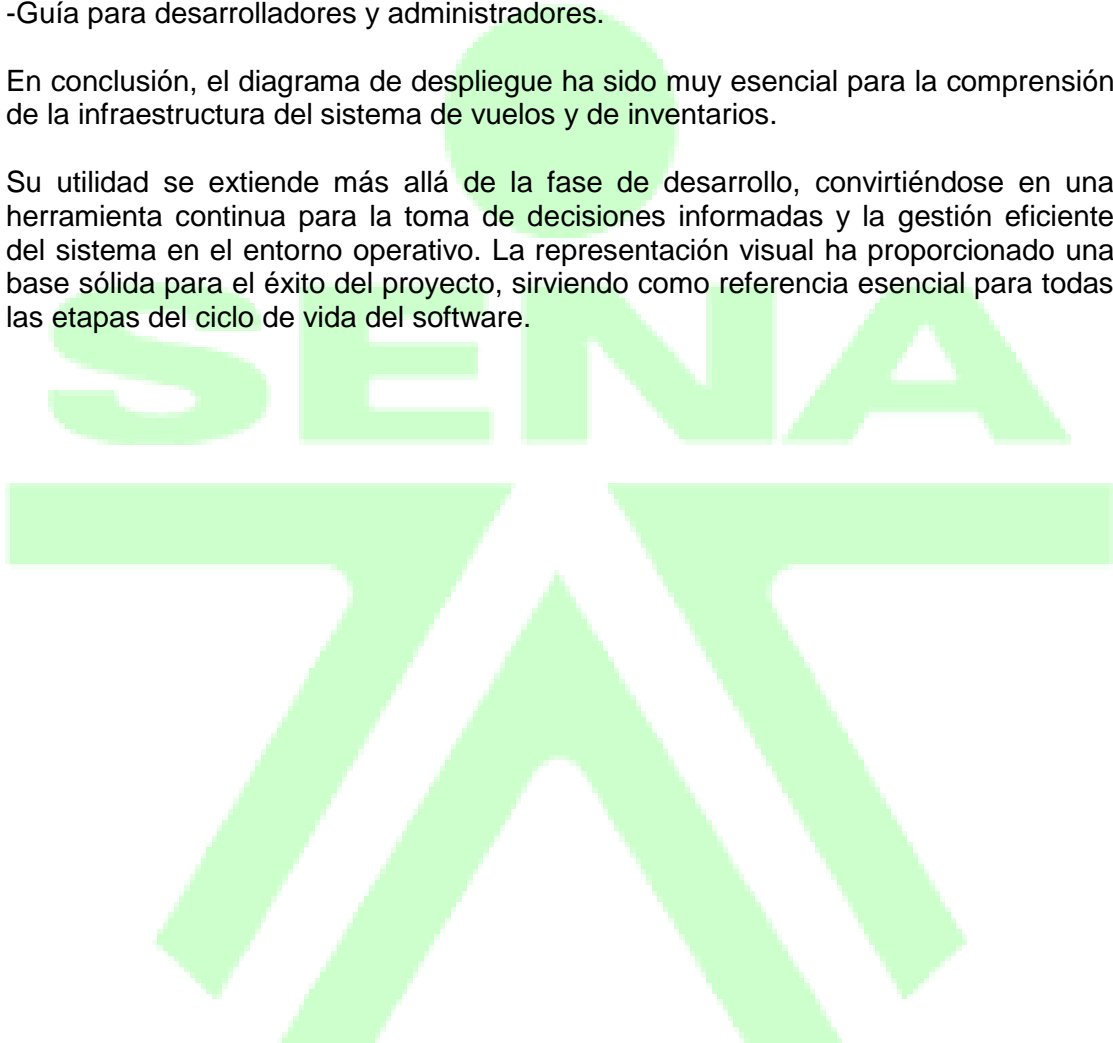 -Guía para desarrolladores y administradores.
En conclusión, el diagrama de despliegue ha sido muy esencial para la comprensión
de la infraestructura del sistema de vuelos y de inventarios.
Su utilidad se extiende más allá de la fase de desarrollo, convirtiéndose en una
herramienta continua para la toma de decisiones informadas y la gestión eficiente
del sistema en el entorno operativo. La representación visual ha proporcionado una
base sólida para el éxito del proyecto, sirviendo como referencia esencial para todas
las etapas del ciclo de vida del software.
SENA